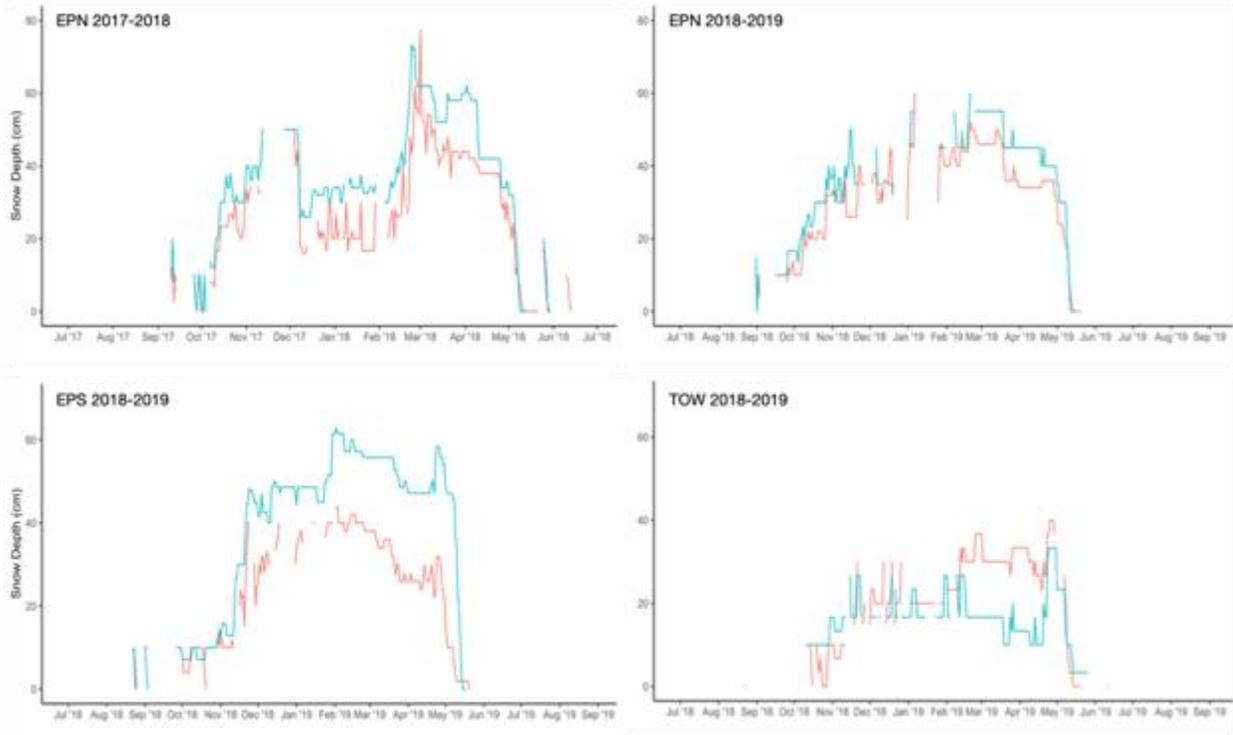 EPN 2017-2018
80
60
40
20
0
Snow Depth (cm)
Jul '17 Aug '17 Sep '17 Oct '17 Nov '17 Dec '17 Jan '18 Feb '18 Mar '18 Apr '18 May '18 Jun '18 Jul '18
EPN 2018-2019
80
60
40
20
0
Jul '18 Aug '18 Sep '18 Oct '18 Nov '18 Dec '18 Jan '19 Feb '19 Mar '19 Apr '19 May '19 Jun '19 Jul '19 Aug '19 Sep '19
EPS 2018-2019
60
40
20
0
Snow Depth (cm)
Jul '18 Aug '18 Sep '18 Oct '18 Nov '18 Dec '18 Jan '19 Feb '19 Mar '19 Apr '19 May '19 Jun '19 Jul '19 Aug '19 Sep '19
TOW 2018-2019
60
40
20
0
Jul '18 Aug '18 Sep '18 Oct '18 Nov '18 Dec '18 Jan '19 Feb '19 Mar '19 Apr '19 May '19 Jun '19 Jul '19 Aug '19 Sep '19